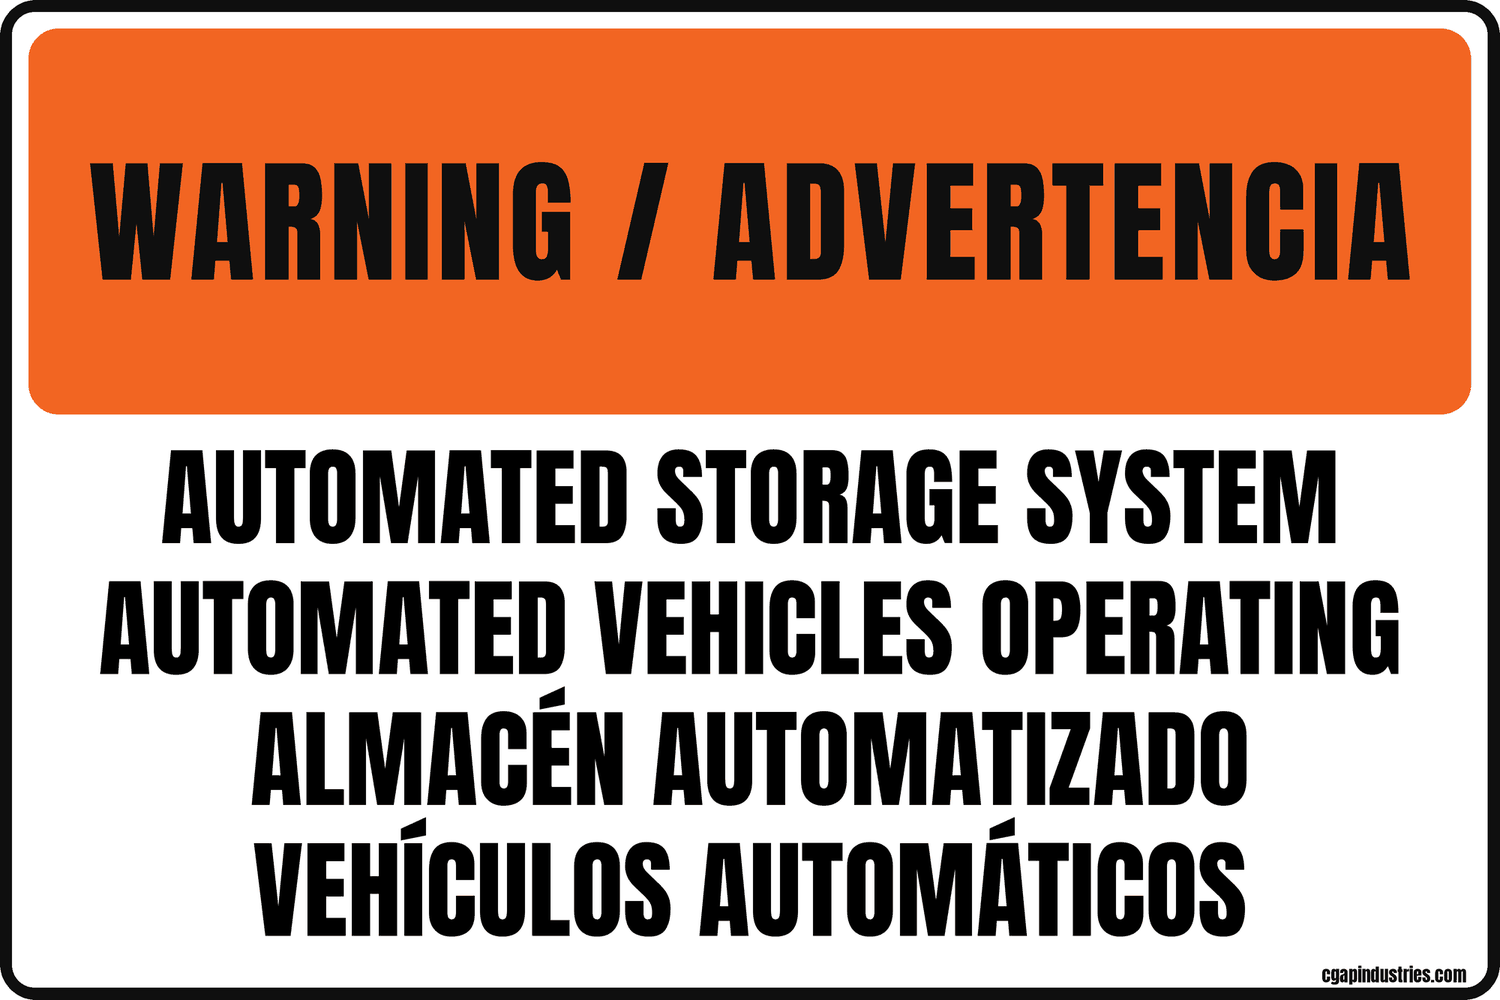 WARNING / ADVERTENCIA
AUTOMATED STORAGE SYSTEM
AUTOMATED VEHICLES OPERATING
ALMACÉN AUTOMATIZADO
VEHÍCULOS AUTOMÁTICOS
cgapindustries.com